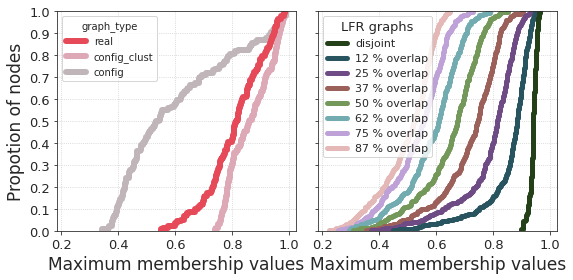 graph_type
real
config_clust
config
Propotion of nodes
1.0
0.9
0.8
0.7
0.6
0.5
0.4
0.3
0.2
0.1
0.0
0.2 0.4 0.6 0.8 1.0
Maximum membership values
LFR graphs
disjoint
12 % overlap
25 % overlap
37 % overlap
50 % overlap
62 % overlap
75 % overlap
87 % overlap
0.2 0.4 0.6 0.8 1.0
Maximum membership values